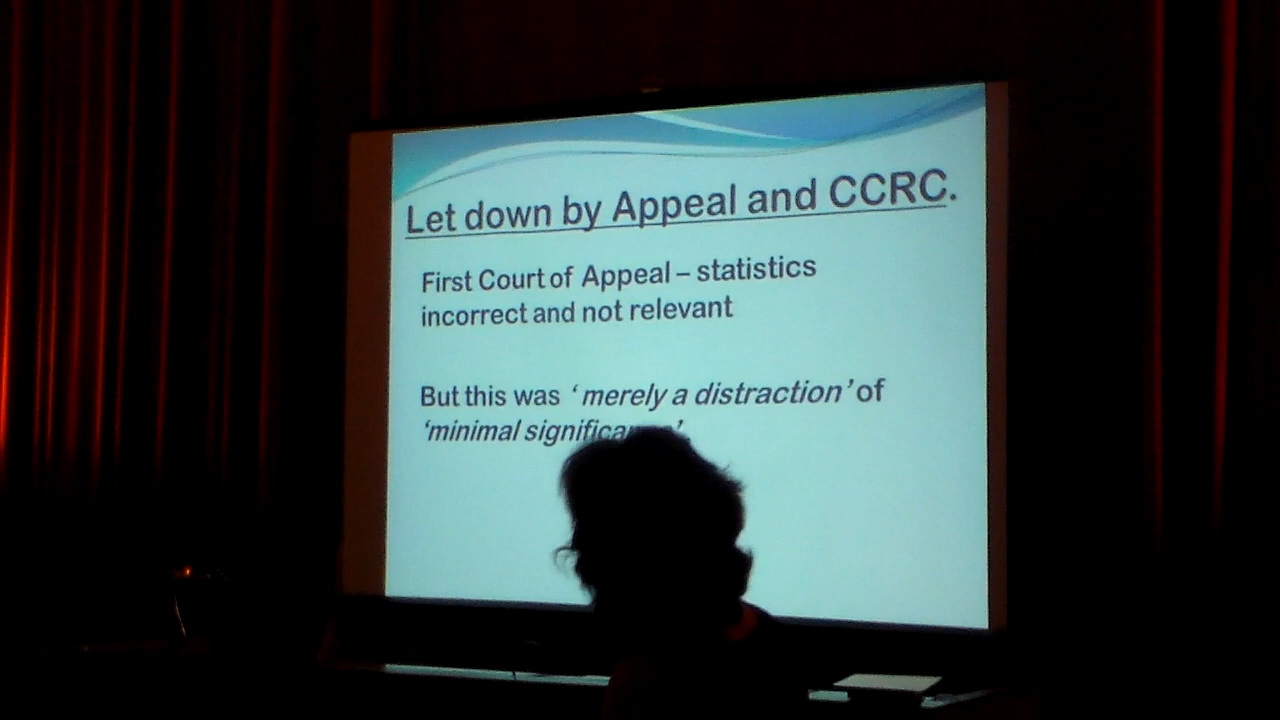 Let down by Appeal and CCRC.
First Court of Appeal – statistics
incorrect and not relevant
But this was ‘ merely a distraction’ of
‘minimal